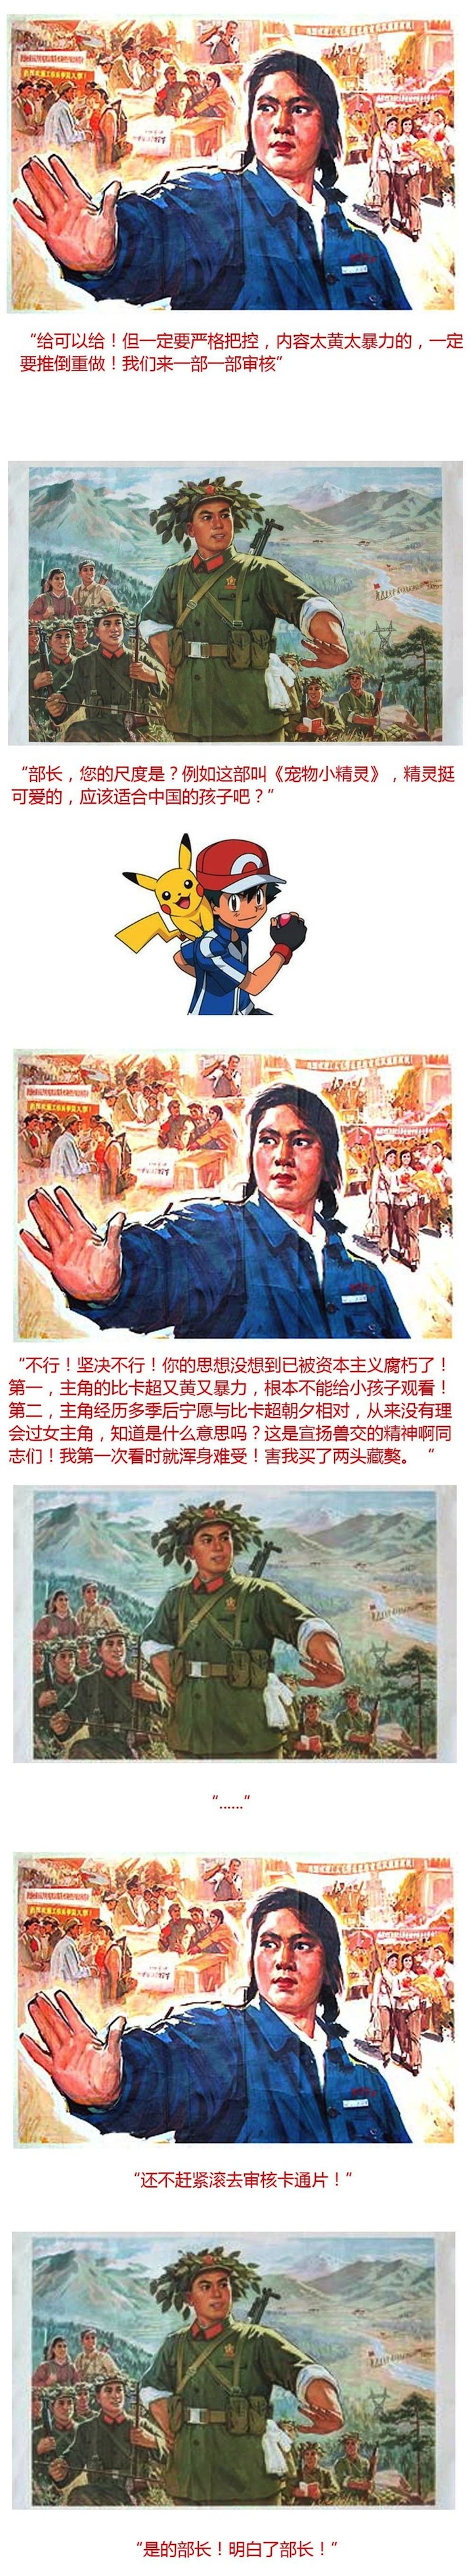 “给可以给！但一定要严格把控，内容太黄太暴力的，一定
要推倒重做！我们来一部一部审核”
“部长，您的尺度是？例如这部叫《宠物小精灵》，精灵挺
可爱的，应该适合中国的孩子吧？”
“不行！坚决不行！你的思想没想到已被资本主义腐朽了！
第一，主角的比卡超又黄又暴力，根本不能给小孩子观看！
第二，主角经历多季后宁愿与比卡超朝夕相对，从来没有理
会过女主角，知道是什么意思吗？这是宣扬兽交的精神啊同
志们！我第一次看时就浑身难受！害我买了两头藏獒。“
“……”
“还不赶紧滚去审核卡通片！”
“是的部长！明白了部长！”